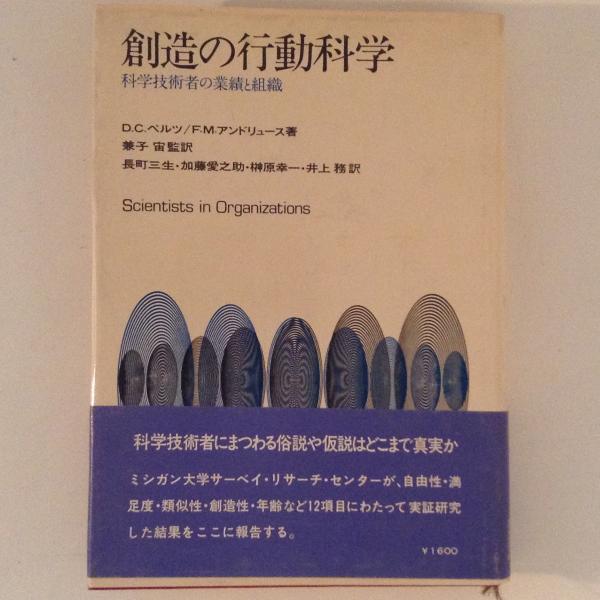 創造の行動科学
科学技術者の業績と組織
D.C.ペルツ/F.M.アンドリュース著
兼子 宙監訳
長町三生・加藤愛之助・榊原幸一・井上 務訳
Scientists in Organizations
科学技術者にまつわる俗説や仮説はどこまで真実か
ミシガン大学サーベイ・リサーチ・センターが、自由性・満
足度・類似性・創造性・年齢など12項目にわたって実証研究
した結果をここに報告する。
¥1600